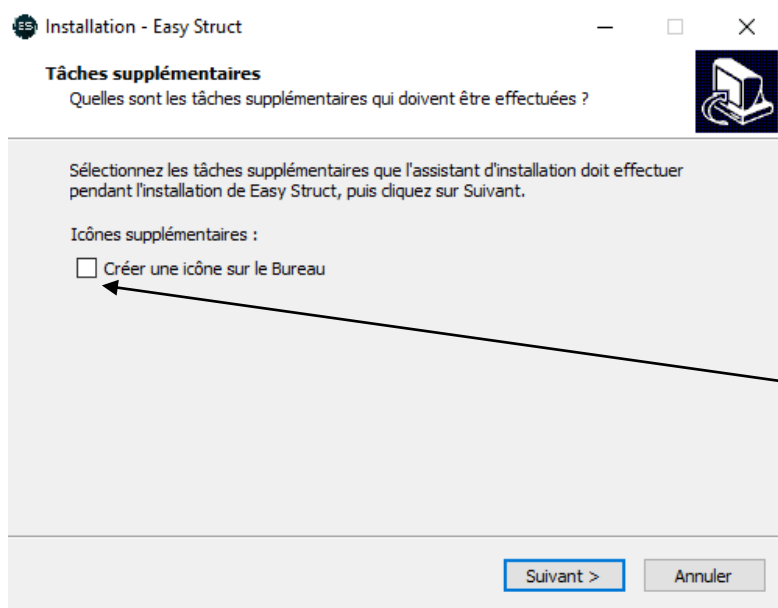 ES Installation - Easy Struct
Tâches supplémentaires
Quelles sont les tâches supplémentaires qui doivent être effectuées ?
Sélectionnez les tâches supplémentaires que l'assistant d'installation doit effectuer
pendant l'installation de Easy Struct, puis cliquez sur Suivant.
Icônes supplémentaires :
Créer une icône sur le Bureau
Suivant > Annuler